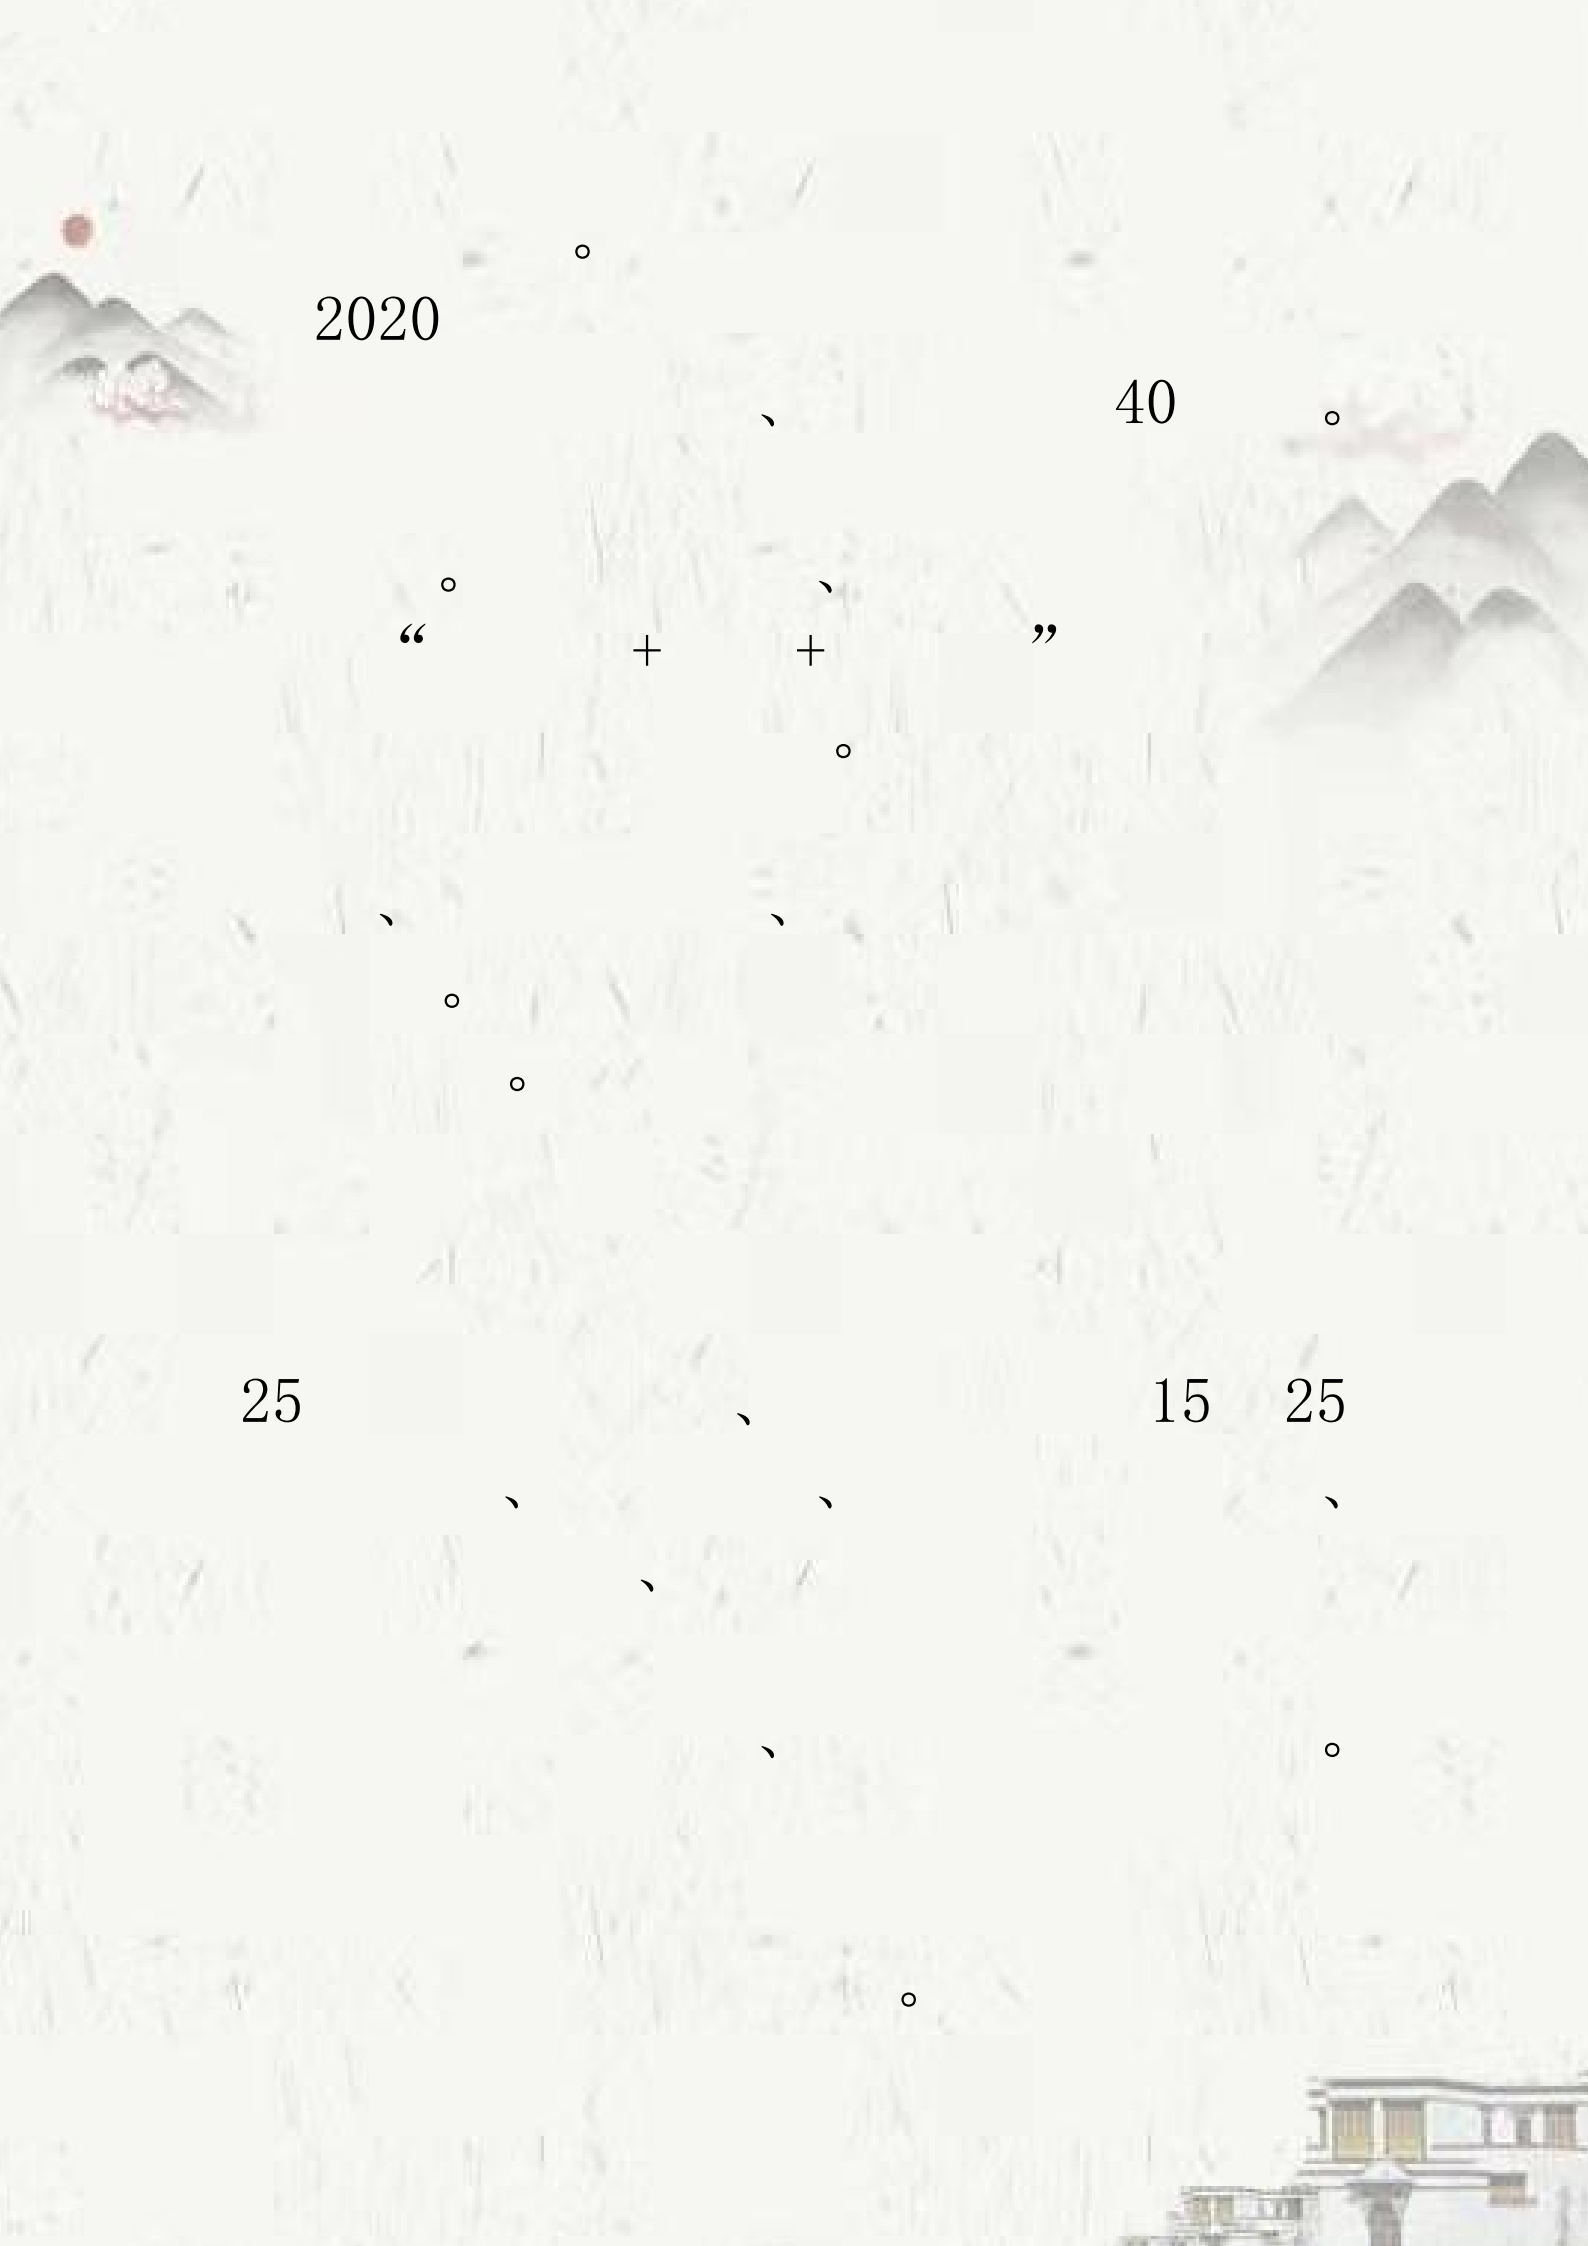 。
2020
、 40 。
。 、
“ + + ”
。
、 、
。
。
25 、 15 25
、 、 、
、
、 。
。